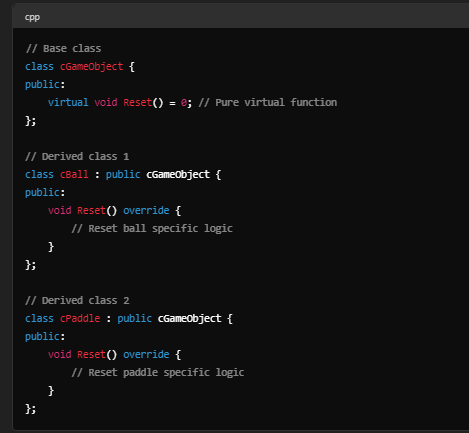 cpp
// Base class
class cGameObject {
public:
    virtual void Reset() = 0; // Pure virtual function
};

// Derived class 1
class cBall : public cGameObject {
public:
    void Reset() override {
        // Reset ball specific logic
    }
};

// Derived class 2
class cPaddle : public cGameObject {
public:
    void Reset() override {
        // Reset paddle specific logic
    }
};